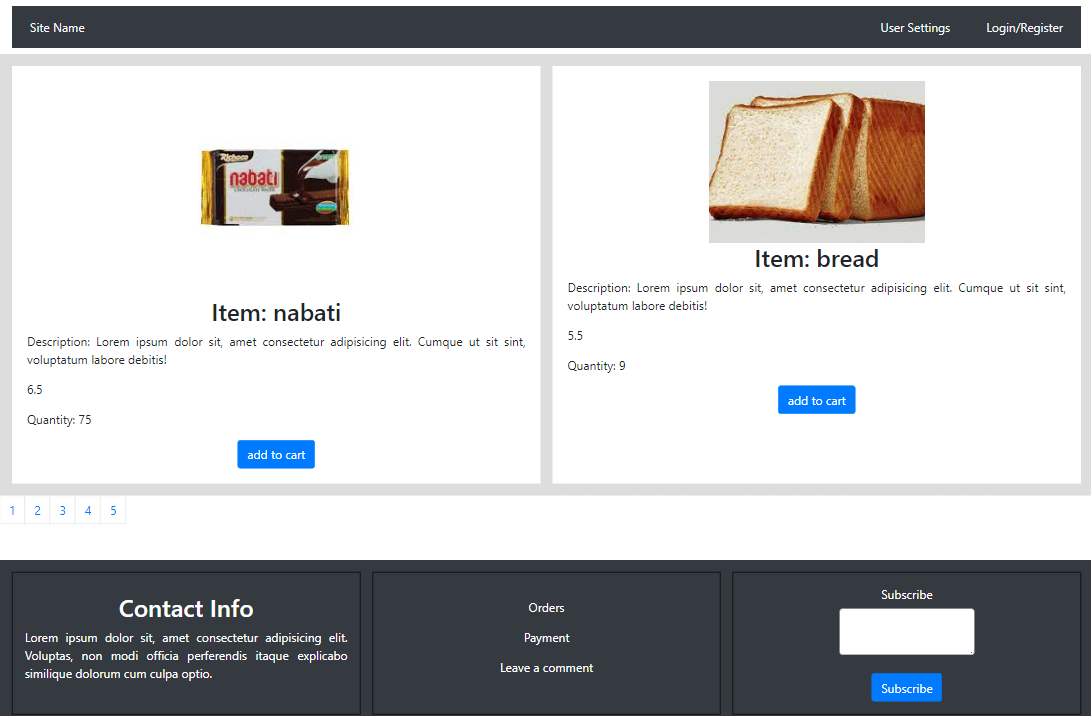 Site Name
User Settings
Login/Register
Richoco
nabati
CHOCOLATE WAFER
Item: nabati
Description: Lorem ipsum dolor sit, amet consectetur adipisicing elit. Cumque ut sit sint,
voluptatum labore debitis!
6.5
Quantity: 75
add to cart
Item: bread
Description: Lorem ipsum dolor sit, amet consectetur adipisicing elit. Cumque ut sit sint,
voluptatum labore debitis!
5.5
Quantity: 9
add to cart
1 2 3 4 5
Contact Info
Lorem ipsum dolor sit, amet consectetur adipisicing elit.
Voluptas, non modi officia perferendis itaque explicabo
similique dolorum cum culpa optio.
Orders
Payment
Leave a comment
Subscribe
Subscribe